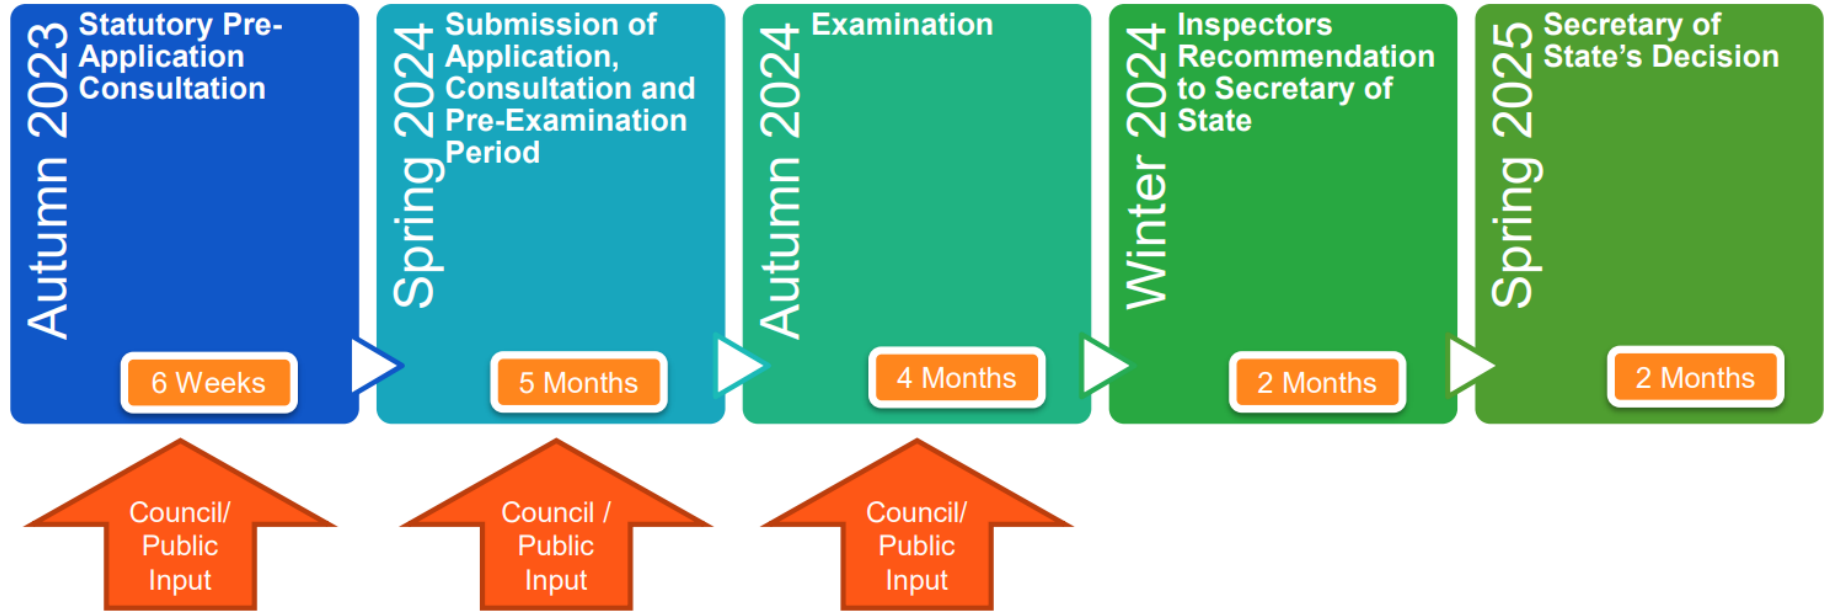 Autumn 2023
Statutory Pre-
Application
Consultation
6 Weeks
Spring 2024
Submission of
Application,
Consultation and
Pre-Examination
Period
5 Months
Autumn 2024
Examination
4 Months
Winter 2024
Inspectors
Recommendation
to Secretary of
State
2 Months
Spring 2025
Secretary of
State's Decision
2 Months
Council/
Public
Input
Council /
Public
Input
Council/
Public
Input